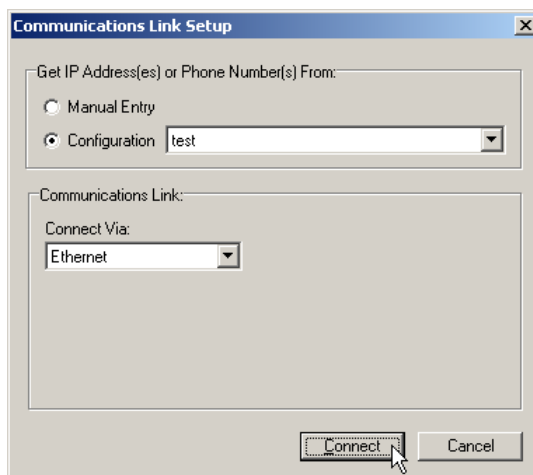 Communications Link Setup
Get IP Address(es) or Phone Number(s) From:
Manual Entry
Configuration test
Communications Link:
Connect Via:
Ethernet
Connect Cancel